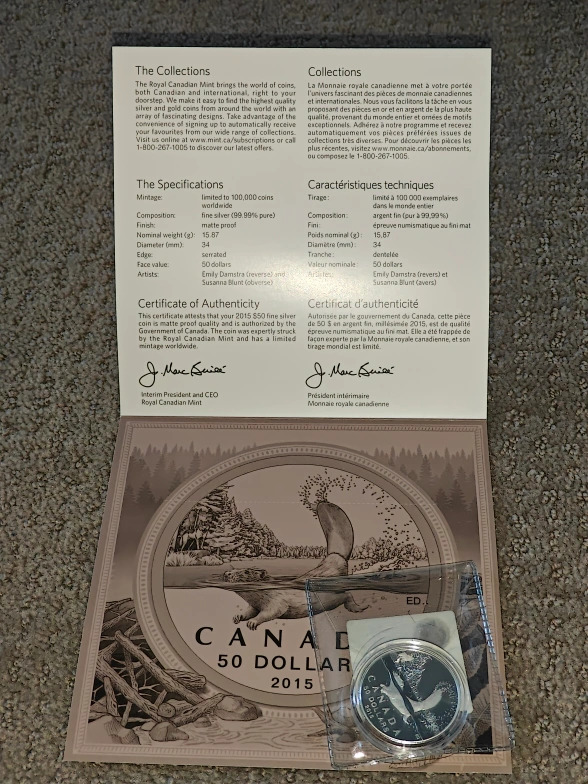 The Collections
The Royal Canadian Mint brings the world of coins,
both Canadian and international, right to your
doorstep. We make it easy to find the highest quality
silver and gold coins from around the world with an
array of fascinating designs. Take advantage of the
convenience of signing up to automatically receive
your favourites from our wide range of collections.
Visit us online at www.mint.ca/subscriptions or call
1-800-267-1005 to discover our latest offers.
Collections
La Monnaie royale canadienne met à votre portée
l'univers fascinant des pièces de monnaie canadiennes
et internationales. Nous vous facilitons la tâche en vous
proposant des pièces en or et en argent de la plus haute
qualité, provenant du monde entier et ornées de motifs
exceptionnels. Adhérez à notre programme et recevez
automatiquement vos pièces préférées issues de
collections très diverses. Pour découvrir les pièces les
plus récentes, visitez www.monnaie.ca/abonnements,
ou composez le 1-800-267-1005.
The Specifications
Mintage: limited to 100,000 coins
worldwide
Composition: fine silver (99.99% pure)
Finish: matte proof
Nominal weight (g): 15.87
Diameter (mm): 34
Edge: serrated
Face value: 50 dollars
Artists: Emily Damstra (reverse) and
Susanna Blunt (obverse)
Caractéristiques techniques
Tirage: limité à 100 000 exemplaires
dans le monde entier
Composition: argent fin (pur à 99,99 %)
Fini: épreuve numismatique au fini mat
Poids nominal (g): 15,87
Diamètre (mm): 34
Tranche: dentelée
Valeur nominale: 50 dollars
Artistes: Emily Damstra (revers) et
Susanna Blunt (avers)
Certificate of Authenticity
This certificate attests that your 2015 $50 fine silver
coin is matte proof quality and is authorized by the
Government of Canada. The coin was expertly struck
by the Royal Canadian Mint and has a limited
mintage worldwide.
Interim President and CEO
Royal Canadian Mint
Certificat d'authenticité
Autorisée par le gouvernement du Canada, cette pièce
de 50 $ en argent fin, millésimée 2015, est de qualité
épreuve numismatique au fini mat. Elle a été frappée de
façon experte par la Monnaie royale canadienne, et son
tirage mondial est limité.
Président intérimaire
Monnaie royale canadienne
ED
CANAD
50 DOLLAR
2015
CANADA
50 DOLLARS
2015